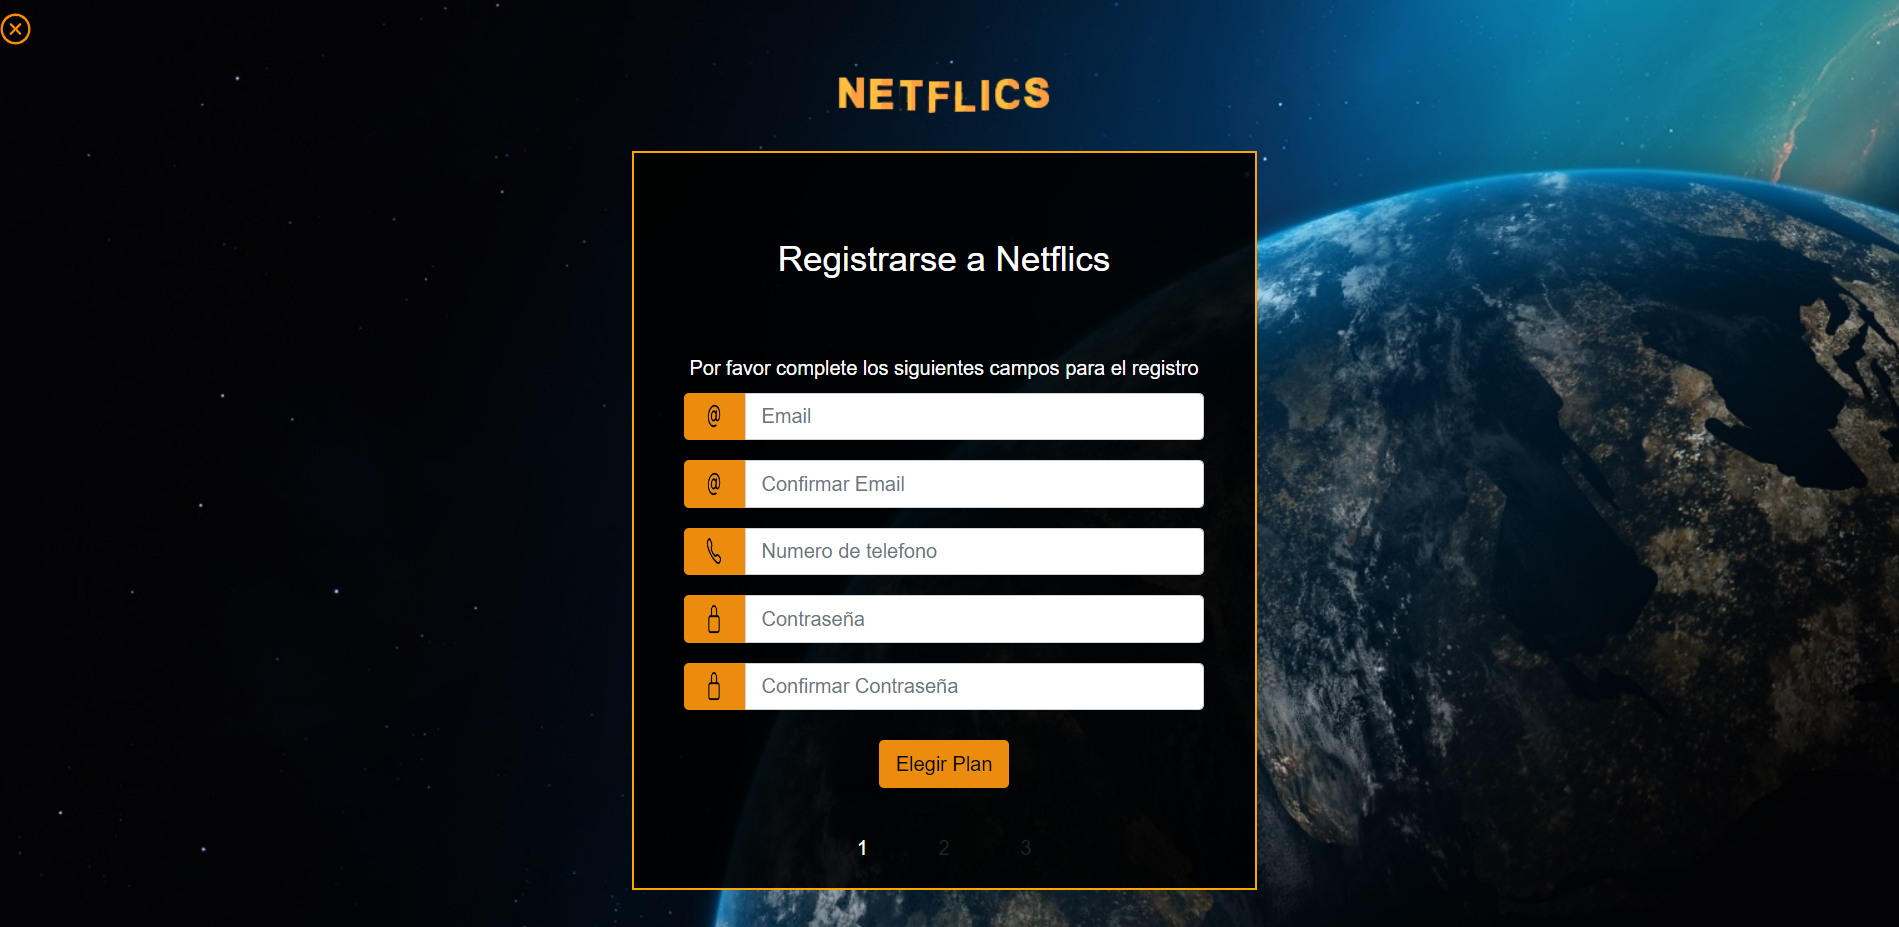 NETFLICS
Registrarse a Netflics
Por favor complete los siguientes campos para el registro
@ Email
@ Confirmar Email
Numero de telefono
Contraseña
Confirmar Contraseña
Elegir Plan
1 2 3